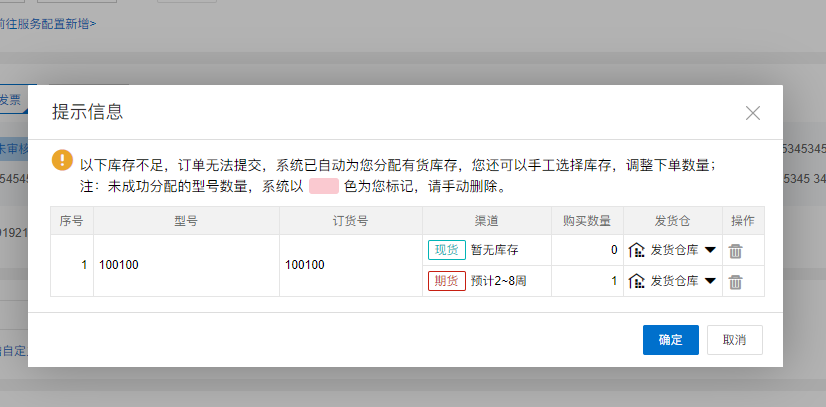 前往服务配置新增>
发票
提示信息
未审核
5345345
以下库存不足，订单无法提交，系统已自动为您分配有货库存，您还可以手工选择库存，调整下单数量；
注：未成功分配的型号数量，系统以 色为您标记，请手动删除。
54545
545345 34
91921
序号 型号 订货号 渠道 购买数量 发货仓 操作
1 100100 100100 现货 暂无库存 0 发货仓库
期货 预计2~8周 1 发货仓库
确定 取消
自定